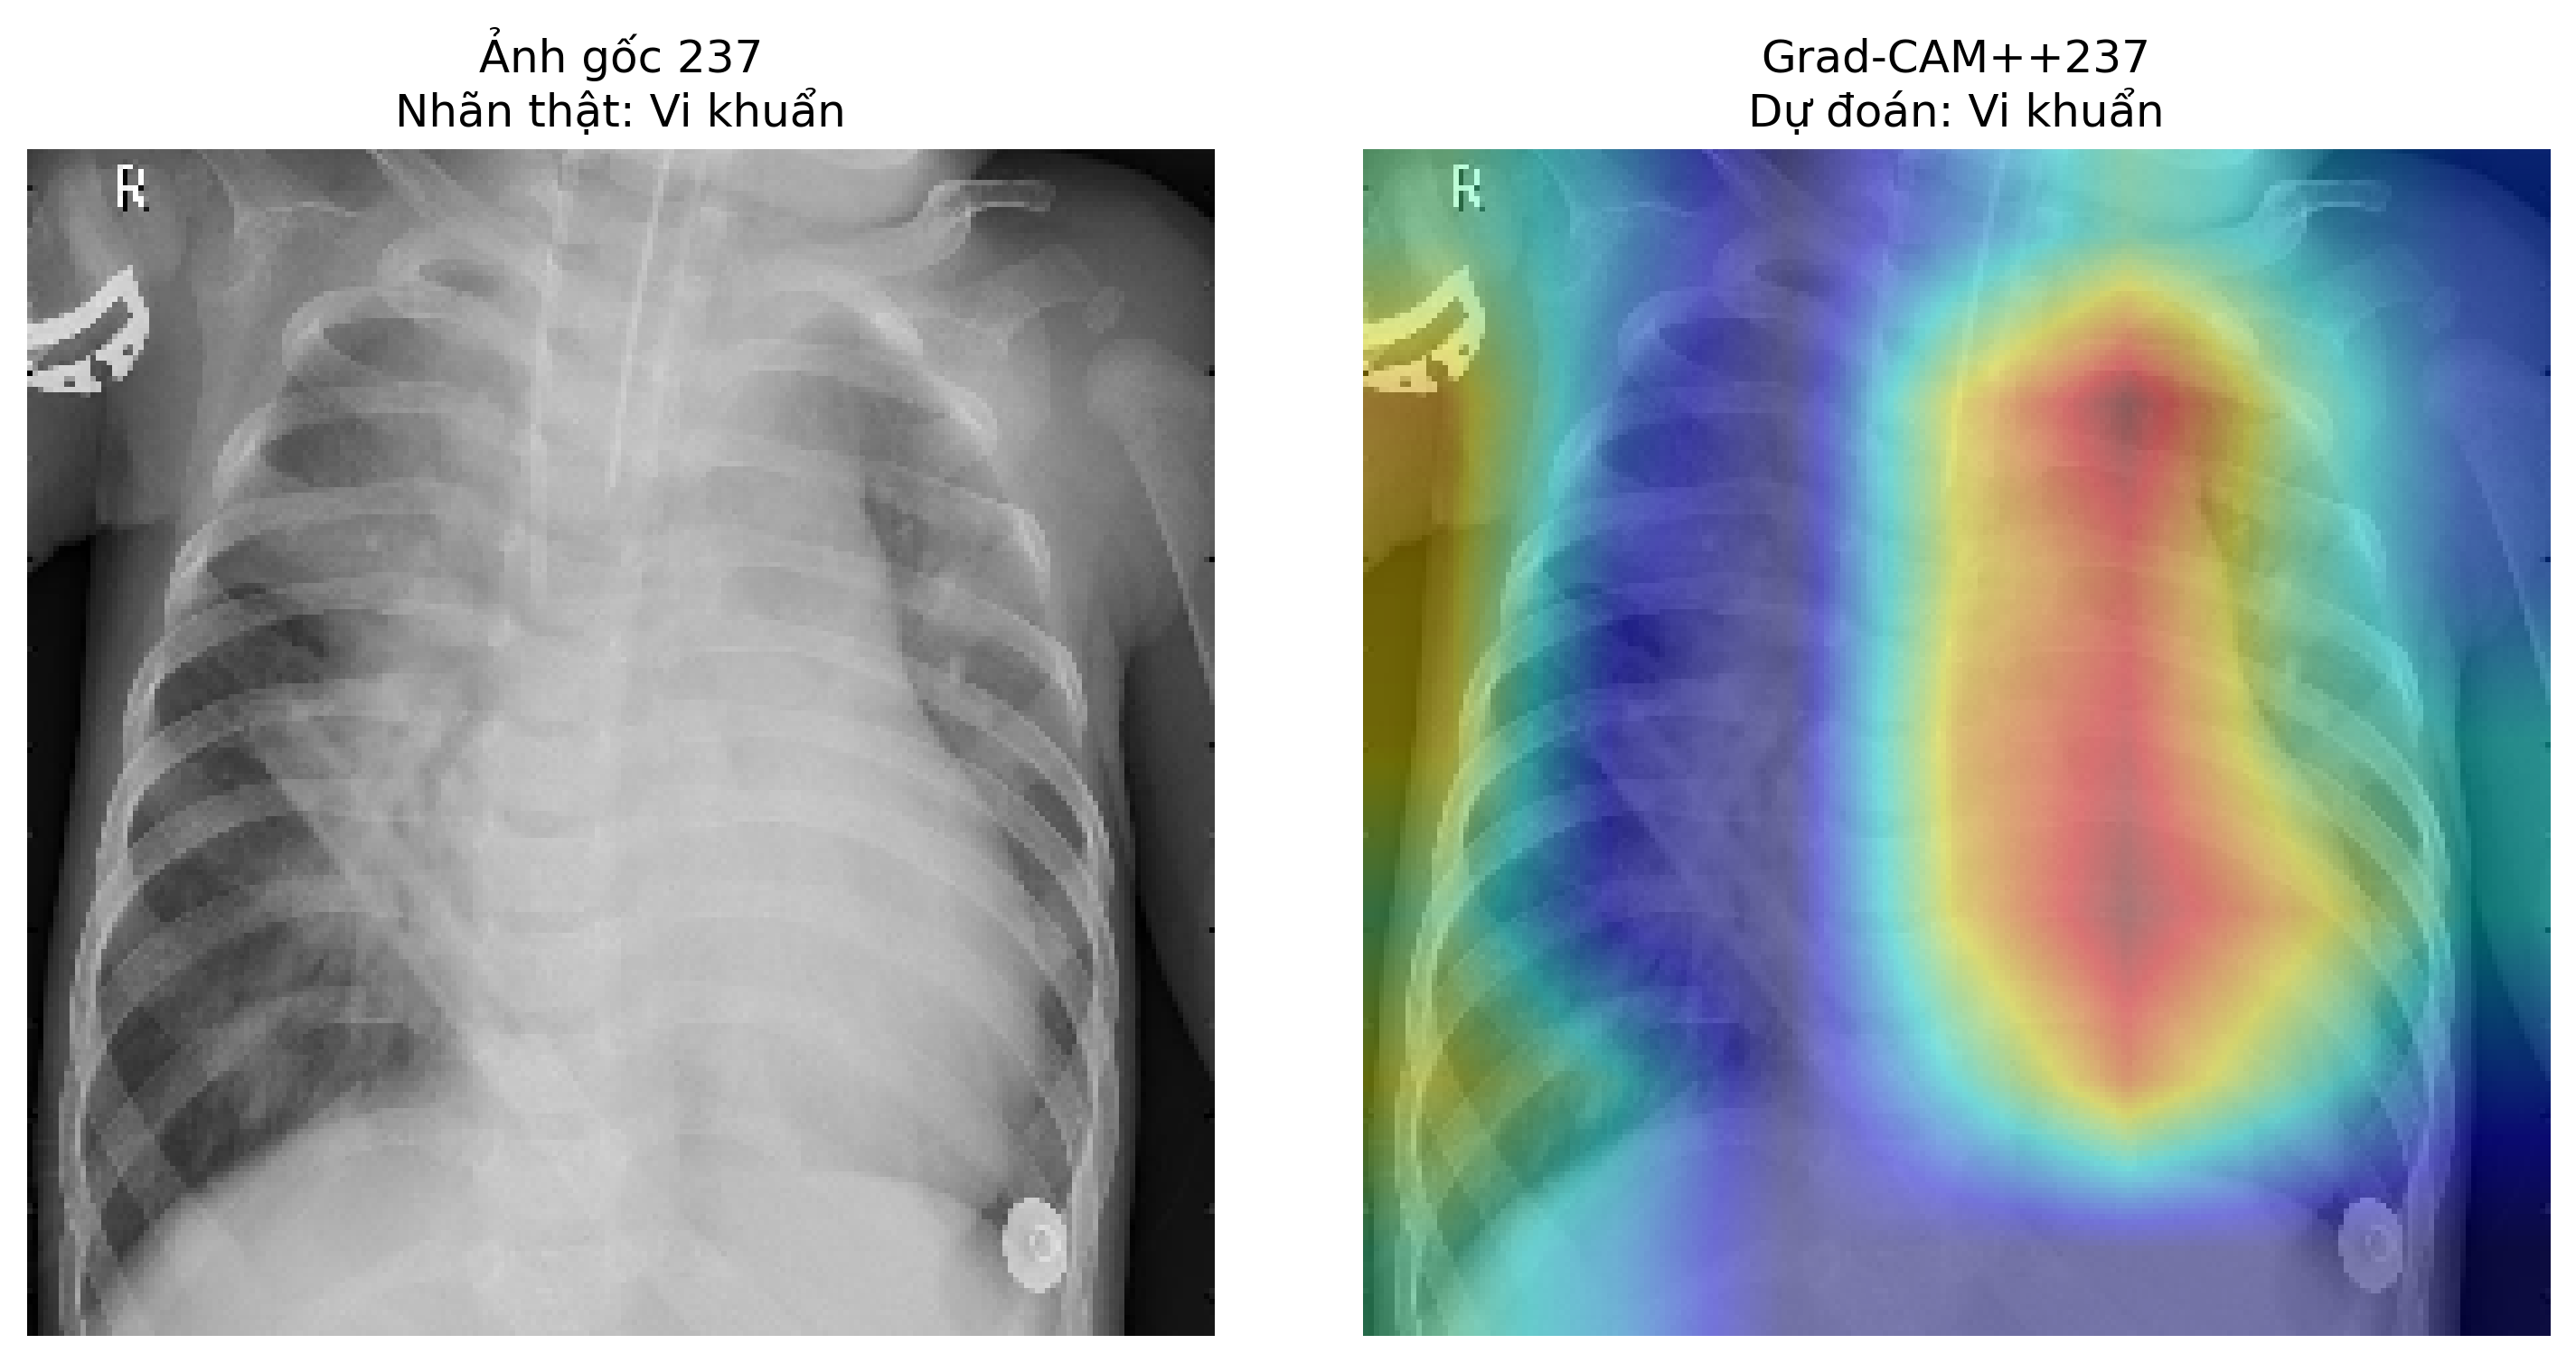 Ảnh gốc 237
Nhãn thật: Vi khuẩn
R
Grad-CAM++237
Dự đoán: Vi khuẩn
R